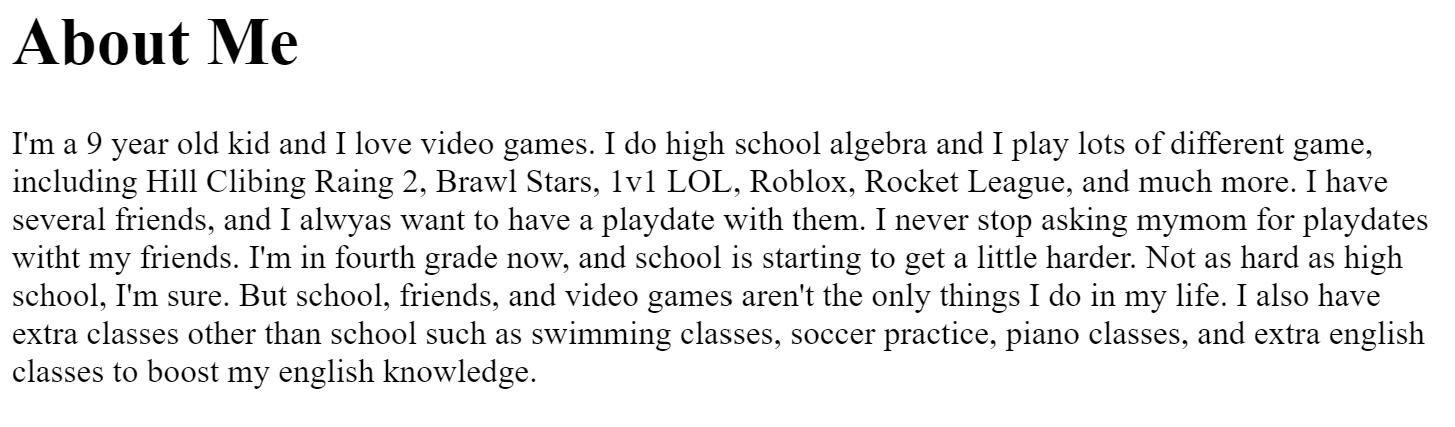 About Me
I'm a 9 year old kid and I love video games. I do high school algebra and I play lots of different game,
including Hill Clibing Raing 2, Brawl Stars, 1v1 LOL, Roblox, Rocket League, and much more. I have
several friends, and I alwyas want to have a playdate with them. I never stop asking mymom for playdates
witht my friends. I'm in fourth grade now, and school is starting to get a little harder. Not as hard as high
school, I'm sure. But school, friends, and video games aren't the only things I do in my life. I also have
extra classes other than school such as swimming classes, soccer practice, piano classes, and extra english
classes to boost my english knowledge.